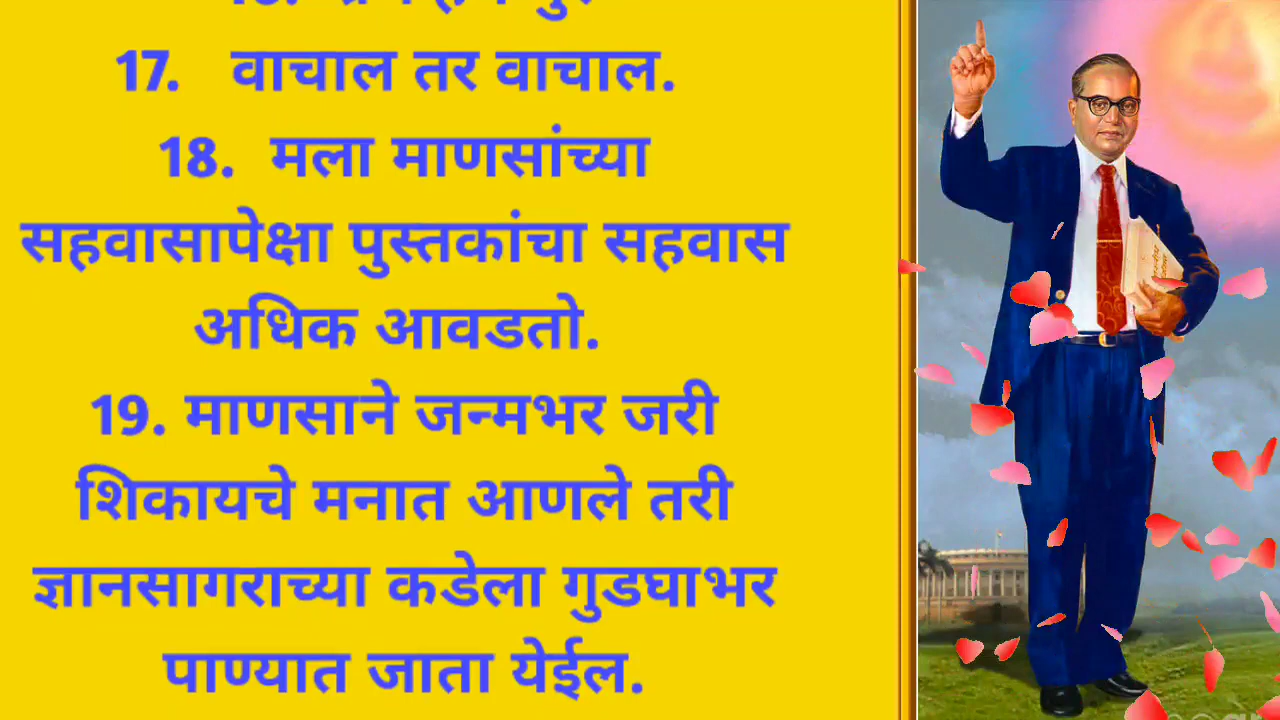 17. वाचाल तर वाचाल.
18. मला माणसांच्या
सहवासापेक्षा पुस्तकांचा सहवास
अधिक आवडतो.
19. माणसाने जन्मभर जरी
शिकायचे मनात आणले तरी
ज्ञानसागराच्या कडेला गुडघाभर
पाण्यात जाता येईल.